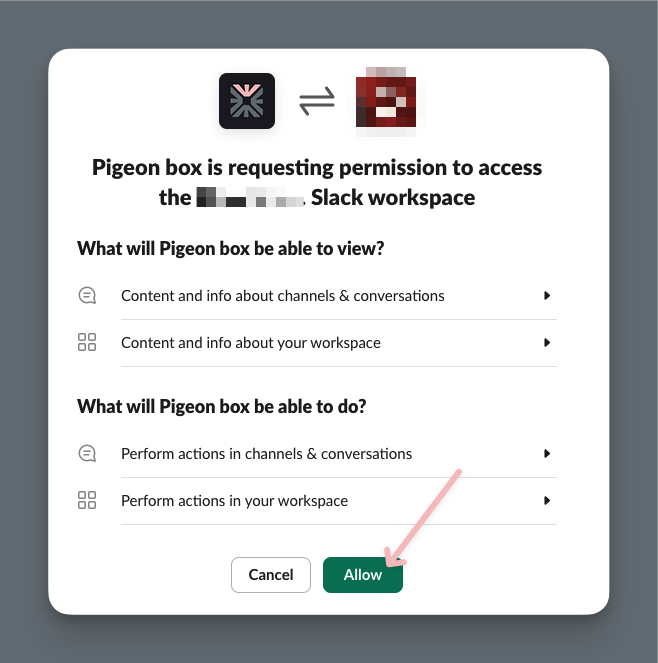 Pigeon box is requesting permission to access
the . Slack workspace
What will Pigeon box be able to view?
Content and info about channels & conversations
Content and info about your workspace
What will Pigeon box be able to do?
Perform actions in channels & conversations
Perform actions in your workspace
Cancel
Allow